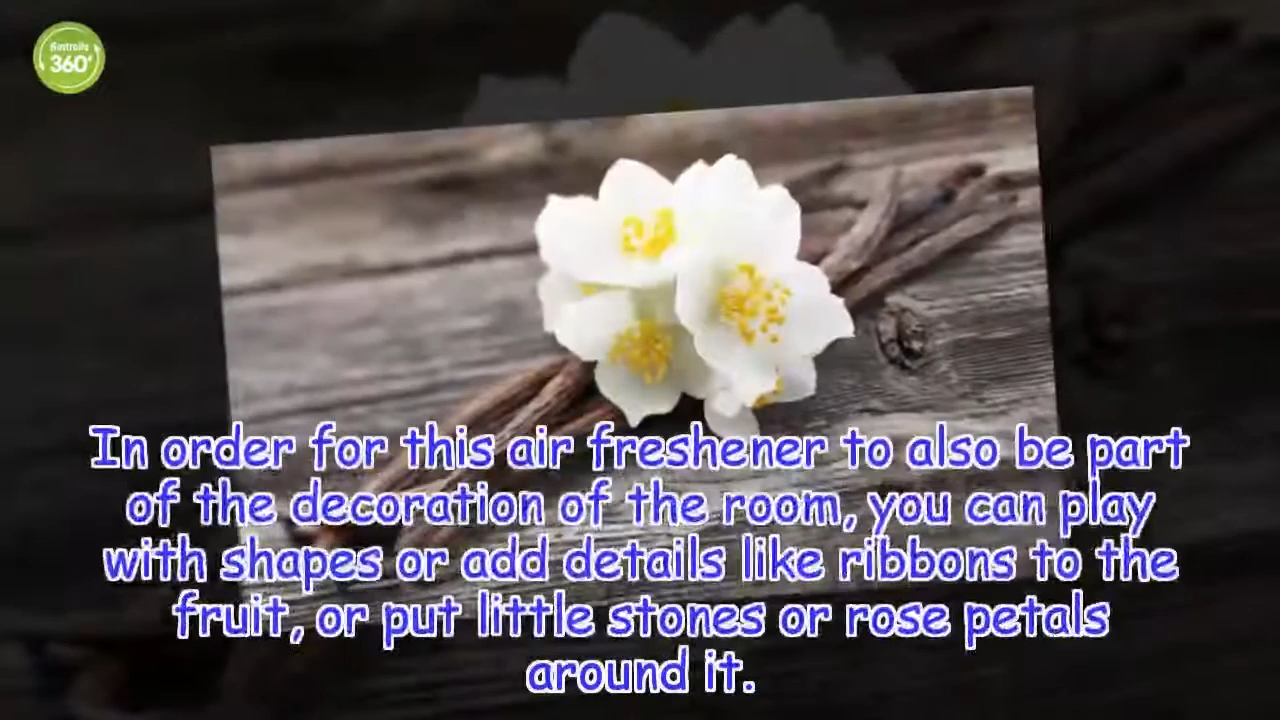 360°
In order for this air freshener to also be part
of the decoration of the room, you can play
with shapes or add details like ribbons to the
fruit, or put little stones or rose petals
around it.